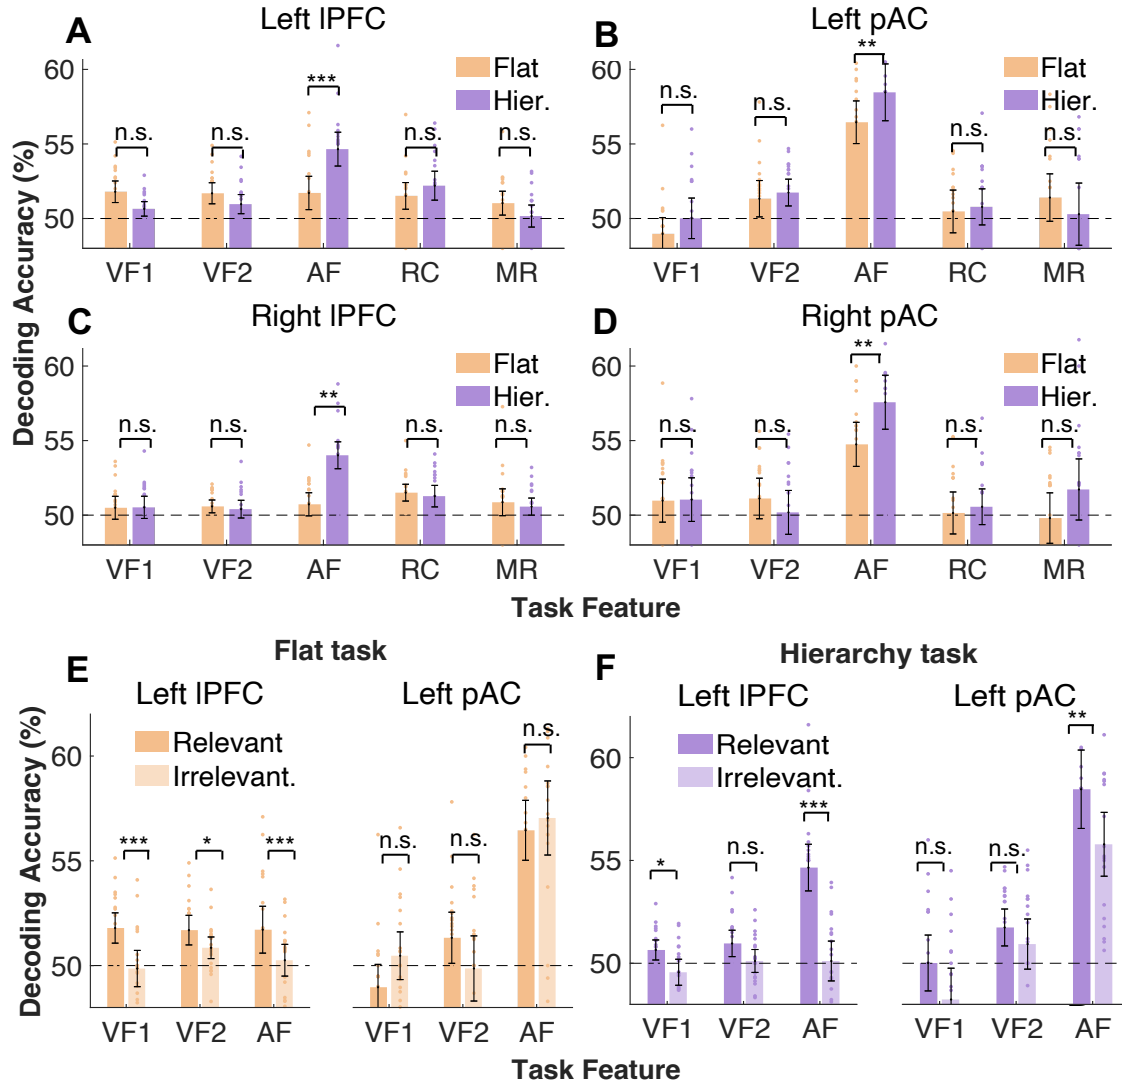 A
Left lPFC
Flat
Hier.
60
55
50
n.s.
n.s.
***
n.s.
n.s.
VF1 VF2 AF RC MR
B
Left pAC
Flat
Hier.
60
55
50
n.s.
n.s.
**
n.s.
n.s.
VF1 VF2 AF RC MR
Decoding Accuracy (%)
C
Right lPFC
Flat
Hier.
60
55
50
n.s.
n.s.
**
n.s.
n.s.
VF1 VF2 AF RC MR
D
Right pAC
Flat
Hier.
60
55
50
n.s.
n.s.
**
n.s.
n.s.
VF1 VF2 AF RC MR
Task Feature
E
Flat task
Left lPFC
Relevant
Irrelevant.
Decoding Accuracy (%)
60
55
50
***
*
***
VF1 VF2 AF
Left pAC
n.s.
n.s.
n.s.
VF1 VF2 AF
F
Hierarchy task
Left lPFC
Relevant
Irrelevant.
60
55
50
*
n.s.
***
VF1 VF2 AF
Left pAC
n.s.
n.s.
**
VF1 VF2 AF
Task Feature